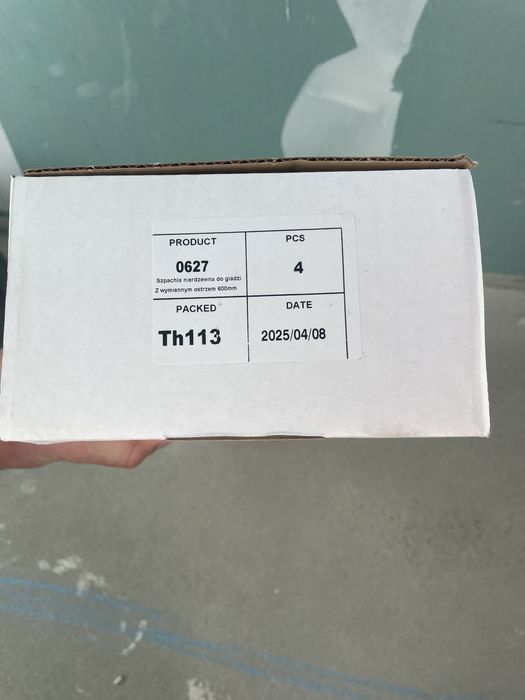 PRODUCT
0627
Szpachla nierdzewna do gładzi
Z wymiennym ostrzem 600mm
PCS
4
PACKED
Th113
DATE
2025/04/08